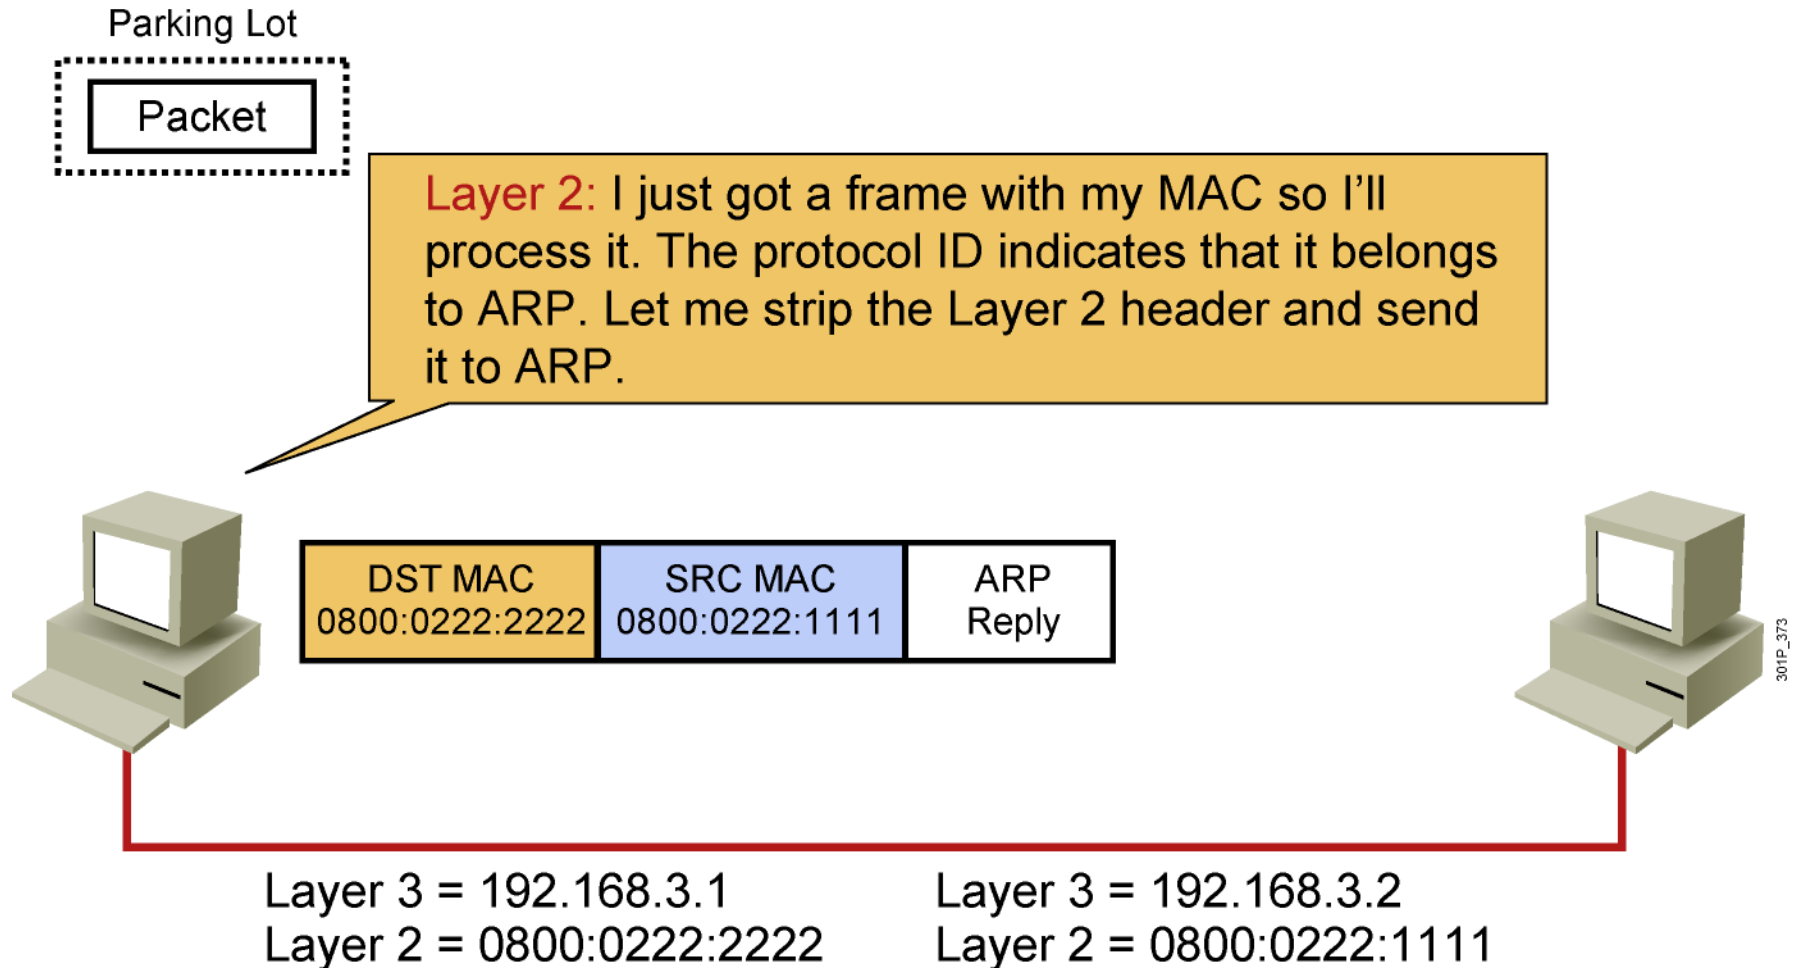 Parking Lot
Packet
Layer 2: I just got a frame with my MAC so I'll
process it. The protocol ID indicates that it belongs
to ARP. Let me strip the Layer 2 header and send
it to ARP.
DST MAC
0800:0222:2222
SRC MAC
0800:0222:1111
ARP
Reply
301P_373
Layer 3 = 192.168.3.1
Layer 2 = 0800:0222:2222
Layer 3 = 192.168.3.2
Layer 2 = 0800:0222:1111